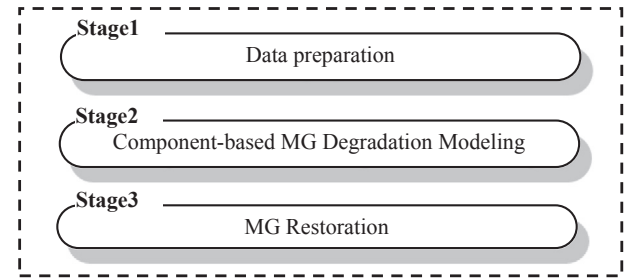 Stage1
Data preparation
Stage2
Component-based MG Degradation Modeling
Stage3
MG Restoration